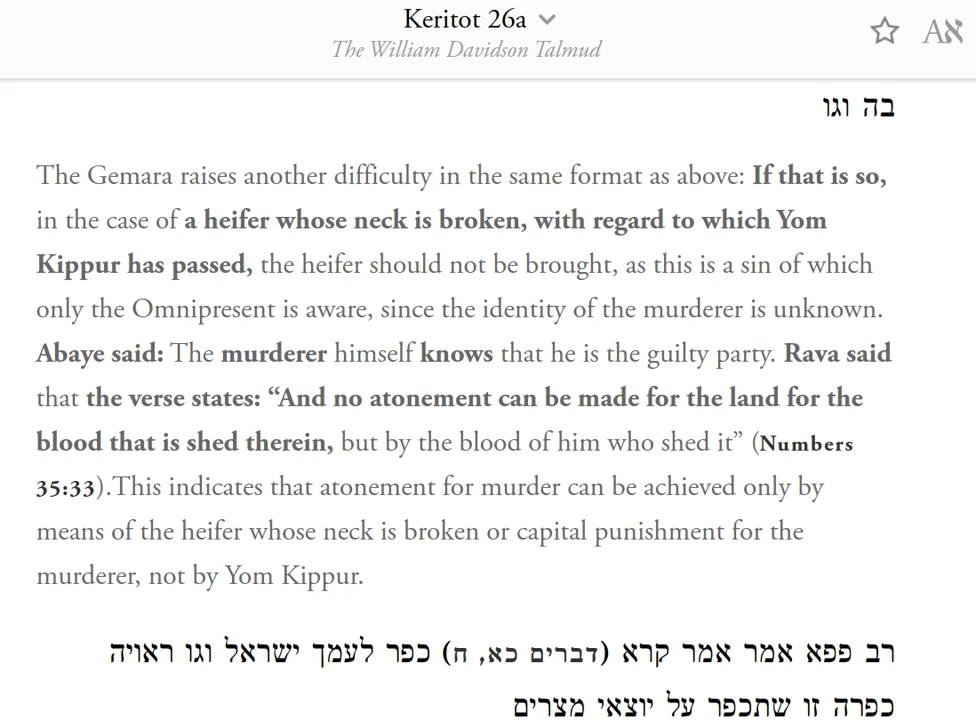 Keritot 26a
The William Davidson Talmud
Aא
בה וגו
The Gemara raises another difficulty in the same format as above: If that is so,
in the case of a heifer whose neck is broken, with regard to which Yom
Kippur has passed, the heifer should not be brought, as this is a sin of which
only the Omnipresent is aware, since the identity of the murderer is unknown.
Abaye said: The murderer himself knows that he is the guilty party. Rava said
that the verse states: “And no atonement can be made for the land for the
blood that is shed therein, but by the blood of him who shed it” (Numbers
35:33).This indicates that atonement for murder can be achieved only by
means of the heifer whose neck is broken or capital punishment for the
murderer, not by Yom Kippur.
רב פפא אמר אמר קרא (דברים כא, ח) כפר לעמך ישראל וגו ראויה
כפרה זו שתכפר על יוצאי מצרים